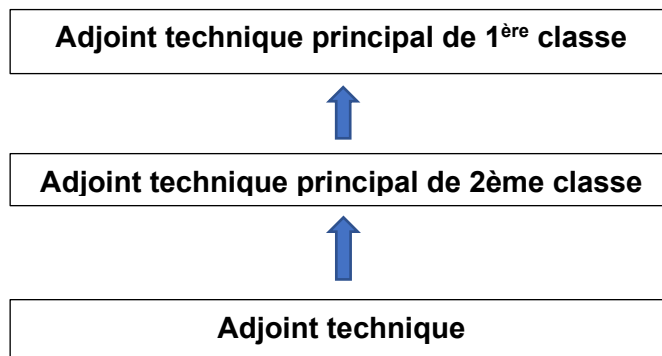 Adjoint technique principal de 1ère classe
Adjoint technique principal de 2ème classe
Adjoint technique